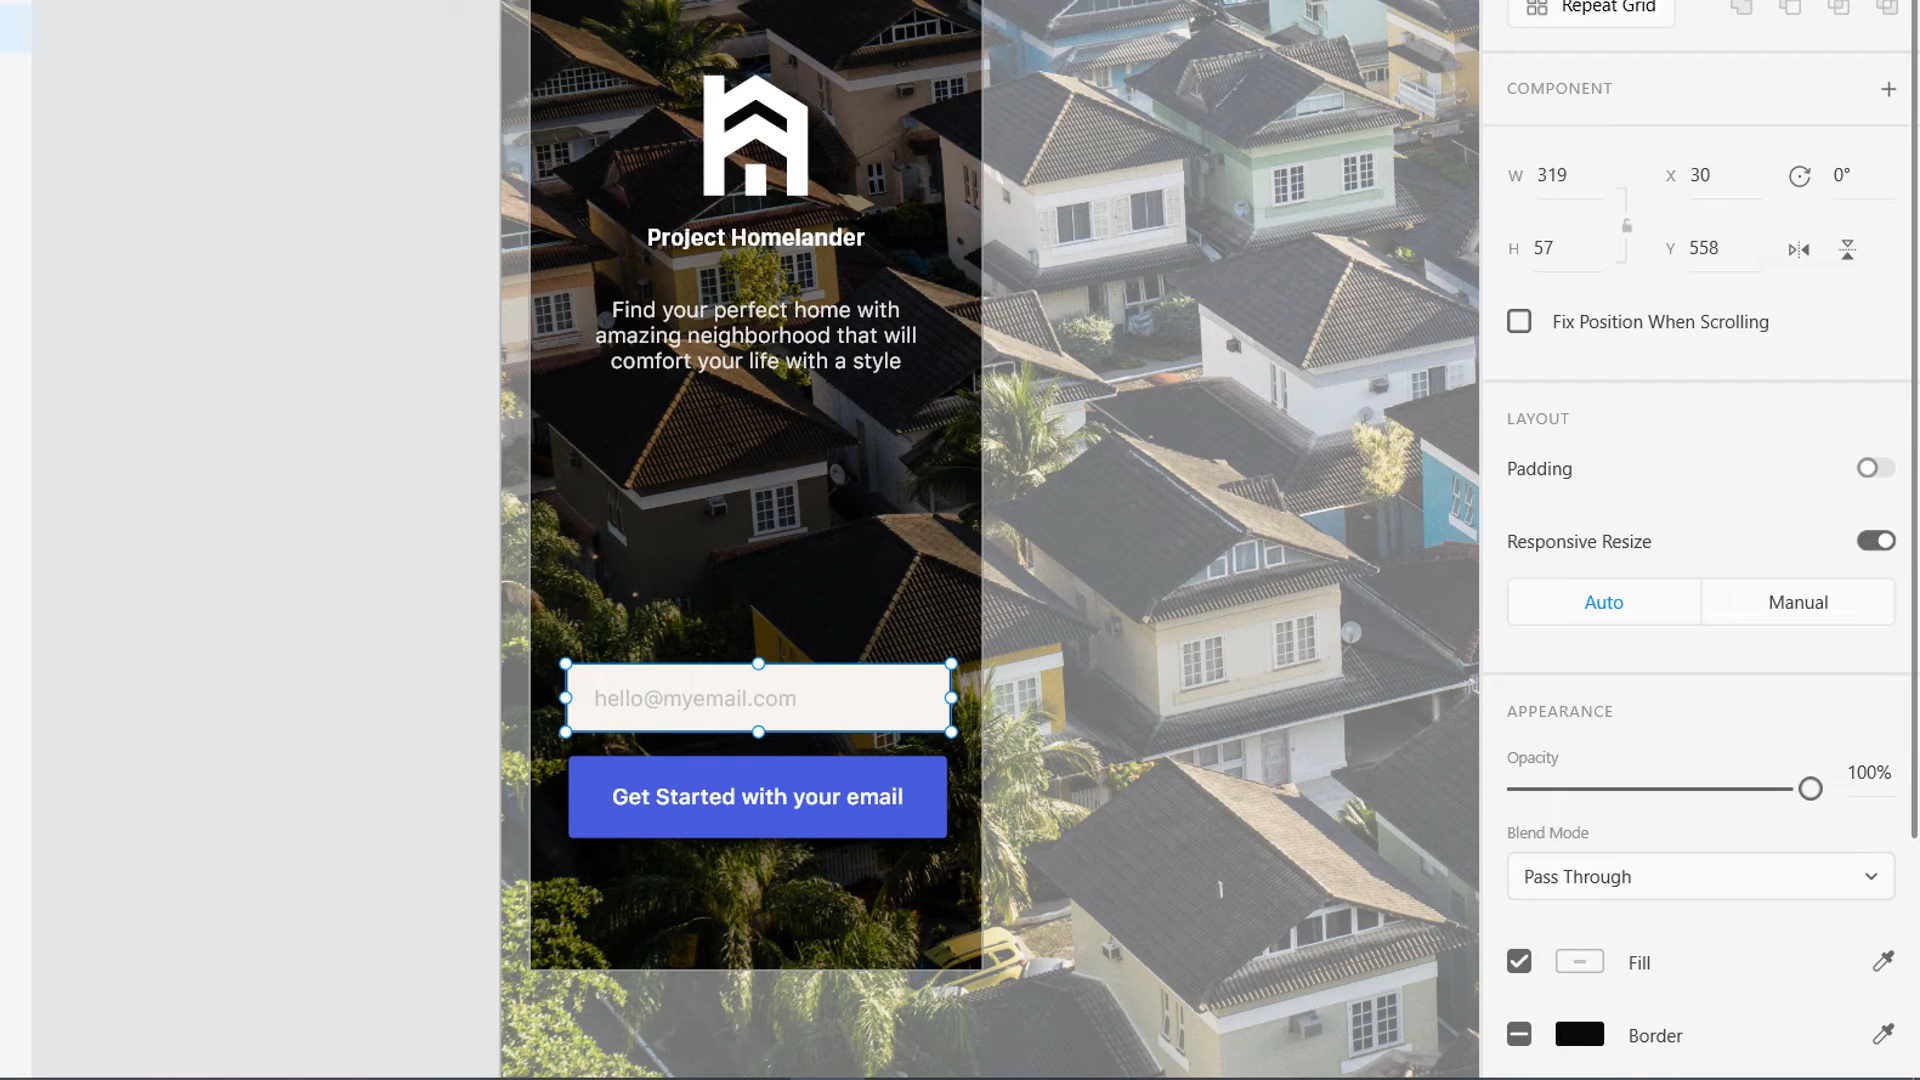 Repeat Grid
COMPONENT
W 319
X 30
0°
H 57
Y 558
Fix Position When Scrolling
LAYOUT
Padding
Responsive Resize
Auto
Manual
APPEARANCE
Opacity
100%
Blend Mode
Pass Through
Fill
Border
Project Homelander
Find your perfect home with
amazing neighborhood that will
comfort your life with a style
hello@myemail.com
Get Started with your email